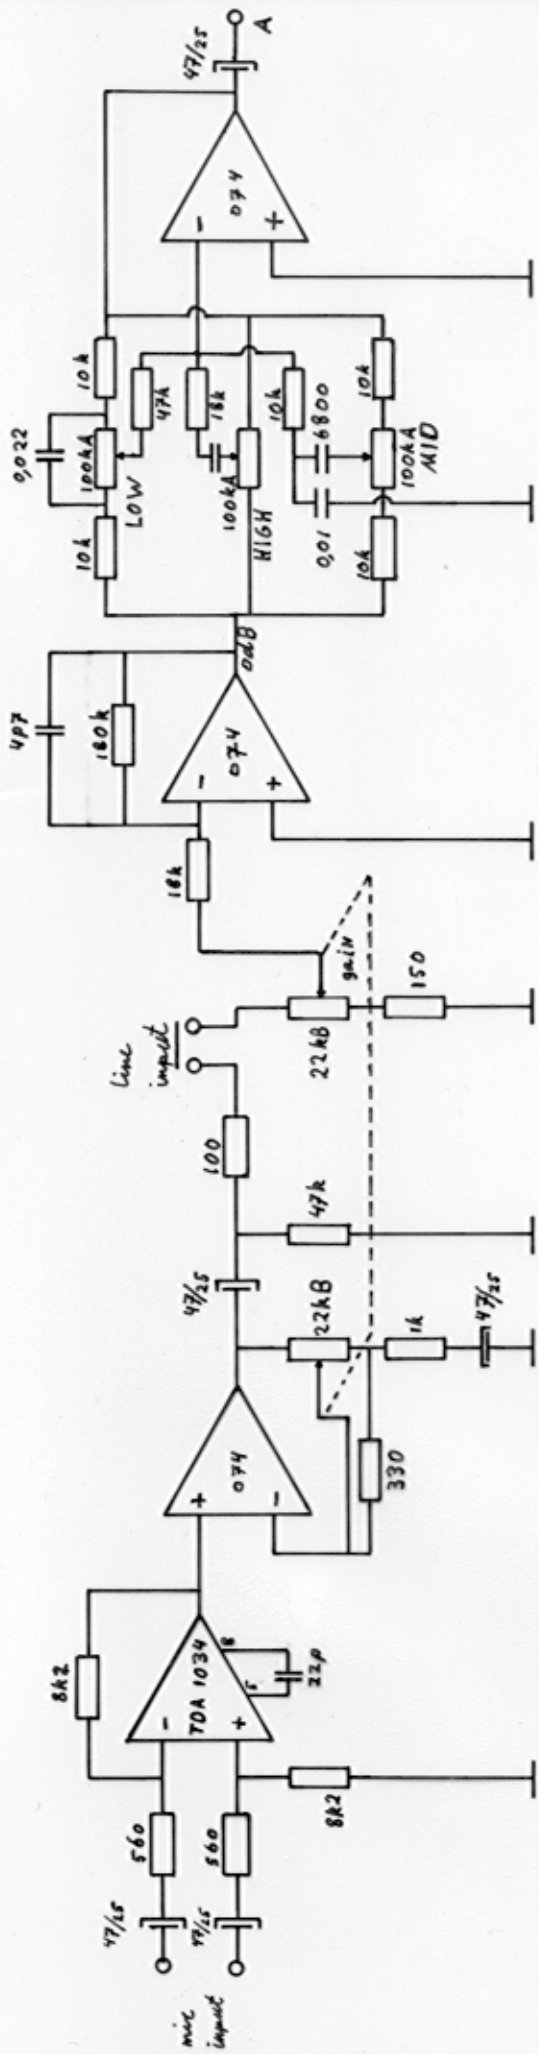 mic
input
47/25
47/25
560
560
8k2
8k2
TDA 1034
-
+
5
8
22p
074
+
-
330
22kB
1k
47/25
47/25
47k
100
line
input
22kB
gaiN
150
18k
4p7
180k
074
-
+
0dB
10k
0,022
100kA
LOW
10k
47k
18k
100kA
HIGH
10k
6800
0,01
10k
100kA
MID
10k
074
-
+
47/25
A